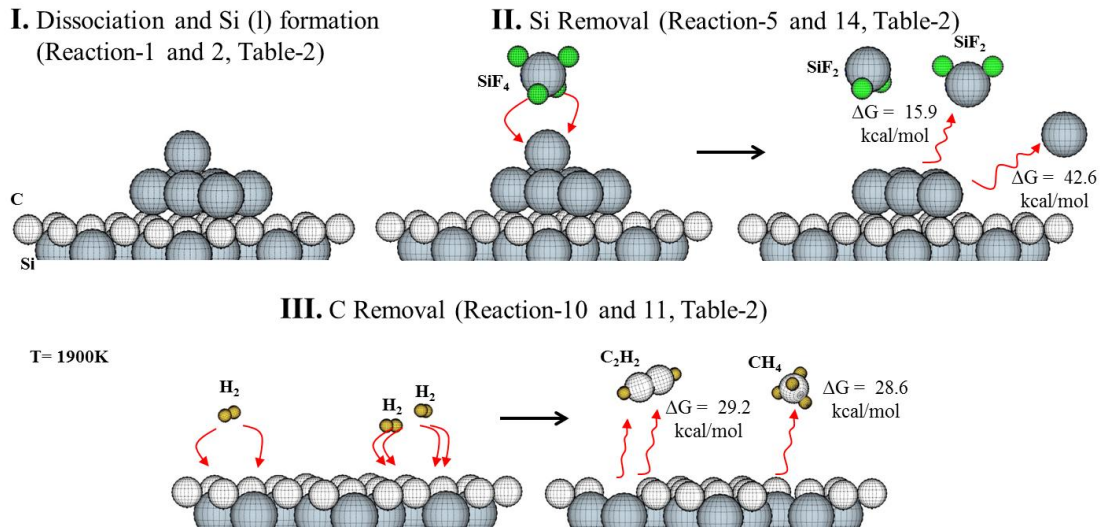 I. Dissociation and Si (l) formation
(Reaction-1 and 2, Table-2)
II. Si Removal (Reaction-5 and 14, Table-2)
SiF₄
SiF₂
SiF₂
ΔG = 15.9
kcal/mol
ΔG = 42.6
kcal/mol
C
Si
III. C Removal (Reaction-10 and 11, Table-2)
T= 1900K
H₂
H₂
H₂
C₂H₂
CH₄
ΔG = 29.2
kcal/mol
ΔG = 28.6
kcal/mol